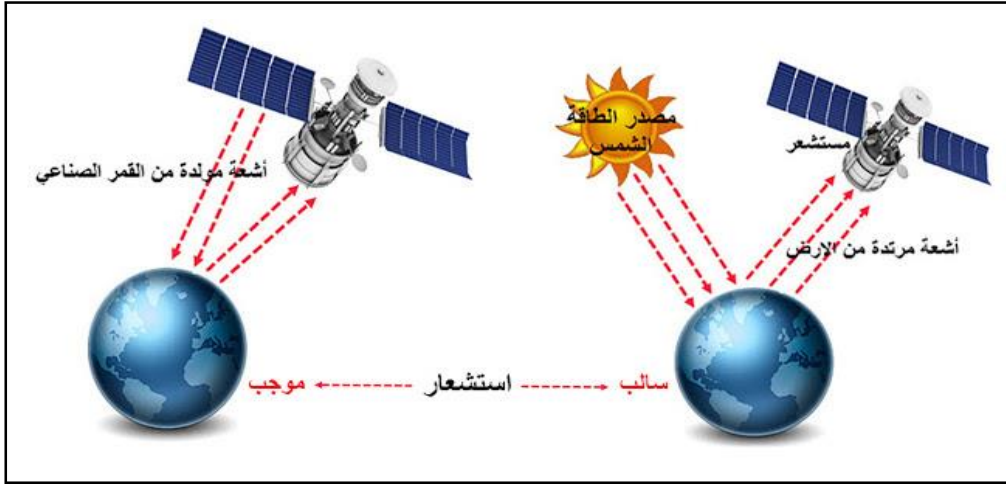 مصدر الطاقة
الشمس
مستشعر
أشعة مولدة من القمر الصناعي
أشعة مرتدة من الارض
سالب
استشعار
موجب